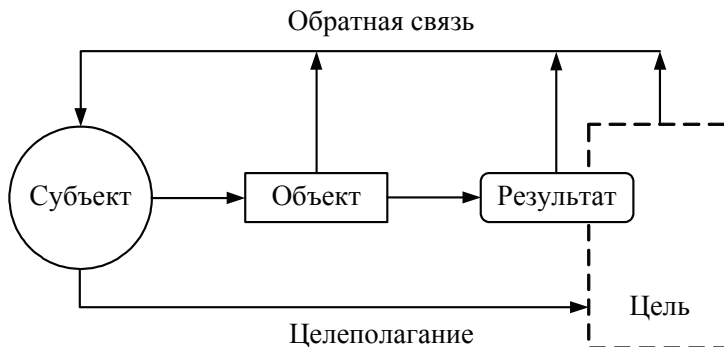 Обратная связь
Субъект
Объект
Результат
Цель
Целеполагание